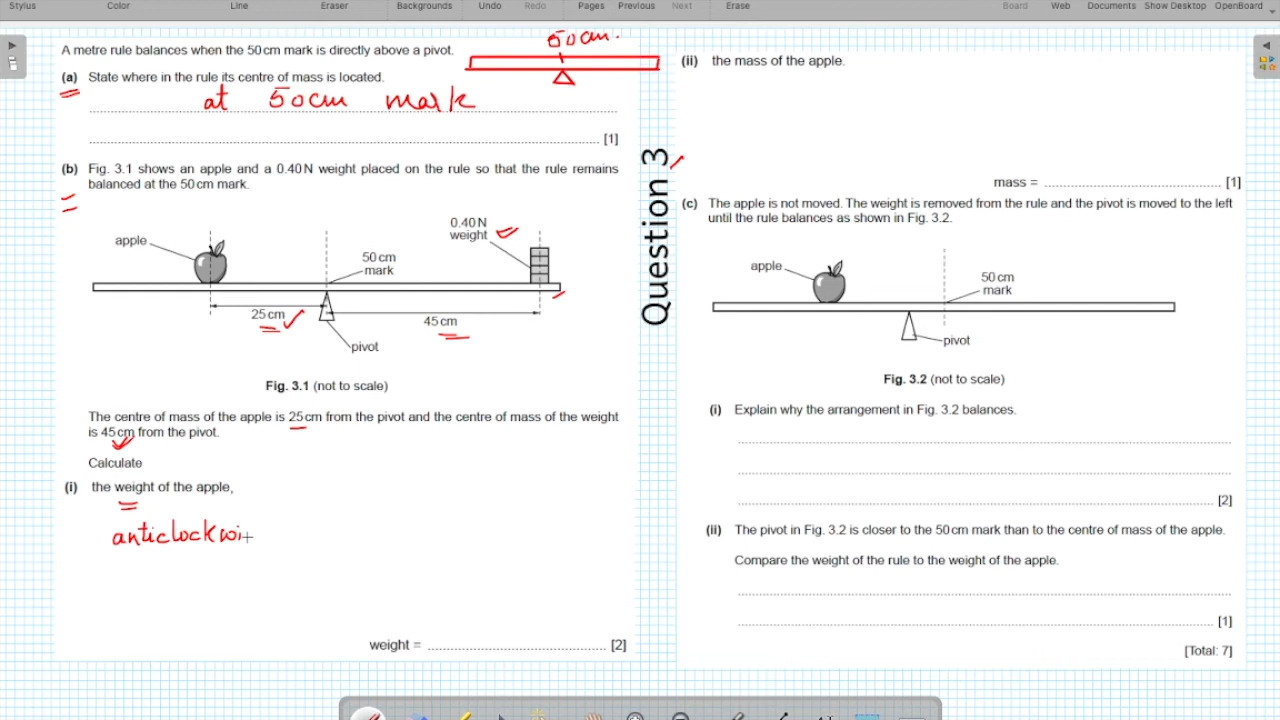 Stylus Color Line Eraser Backgrounds Undo Redo Pages Previous Next Erase Board Web Documents Show Desktop OpenBoard
A metre rule balances when the 50 cm mark is directly above a pivot.
50cm.
(a) State where in the rule its centre of mass is located.
at 50cm mark
[1]
(b) Fig. 3.1 shows an apple and a 0.40 N weight placed on the rule so that the rule remains
balanced at the 50 cm mark.
0.40 N
weight
apple
50 cm
mark
25 cm
45 cm
pivot
Fig. 3.1 (not to scale)
The centre of mass of the apple is 25 cm from the pivot and the centre of mass of the weight
is 45 cm from the pivot.
Calculate
(i) the weight of the apple,
anticlockwi
weight = [2]
Question 3
(ii) the mass of the apple.
mass = [1]
(c) The apple is not moved. The weight is removed from the rule and the pivot is moved to the left
until the rule balances as shown in Fig. 3.2.
apple
50 cm
mark
pivot
Fig. 3.2 (not to scale)
(i) Explain why the arrangement in Fig. 3.2 balances.
[2]
(ii) The pivot in Fig. 3.2 is closer to the 50 cm mark than to the centre of mass of the apple.
Compare the weight of the rule to the weight of the apple.
[1]
[Total: 7]